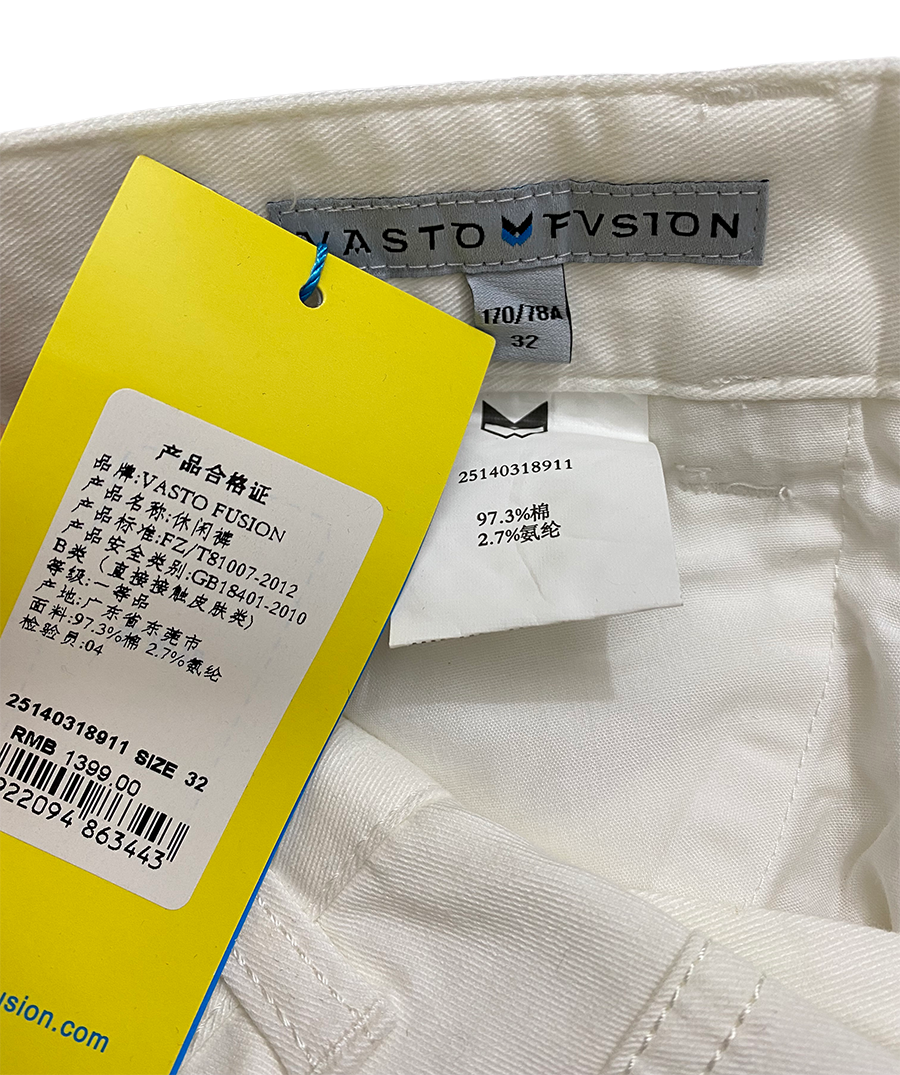 VASTO FVSION
170/78A
32
25140318911
97.3%棉
2.7%氨纶
产品合格证
品牌:VASTO FUSION
产品名称:休闲裤
产品标准:FZ/T81007-2012
产品安全类别:GB18401-2010
B类（直接接触皮肤类）
等级:一等品
产地:广东省东莞市
面料:97.3%棉 2.7%氨纶
检验员:04
25140318911 SIZE 32
RMB 1399.00
922094 863443
usion.com